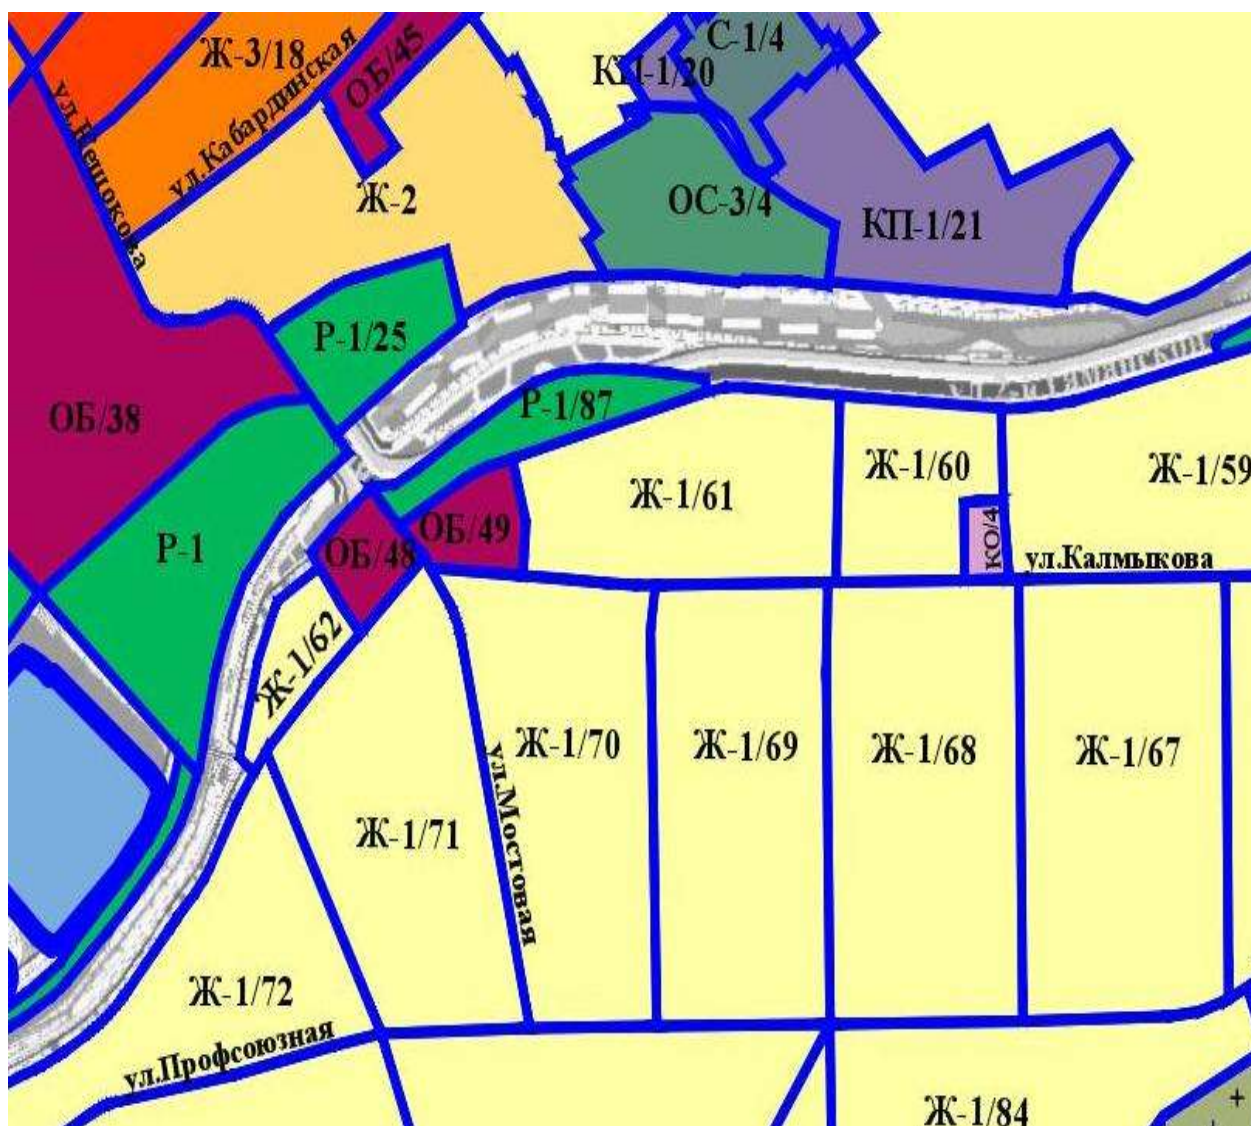 С-1/4
Ж-3/18
ОБ/45
КП-1/20
ул.Кабардинская
ул.Пешокова
Ж-2
ОС-3/4
КП-1/21
Р-1/25
ОБ/38
Р-1/87
Ж-1/60
Ж-1/59
Ж-1/61
ОБ/49
КО/4
Р-1
ОБ/48
ул.Калмыкова
Ж-1/62
Ж-1/70
Ж-1/69
Ж-1/68
Ж-1/67
Ж-1/71
ул.Мостовая
Ж-1/72
ул.Профсоюзная
Ж-1/84